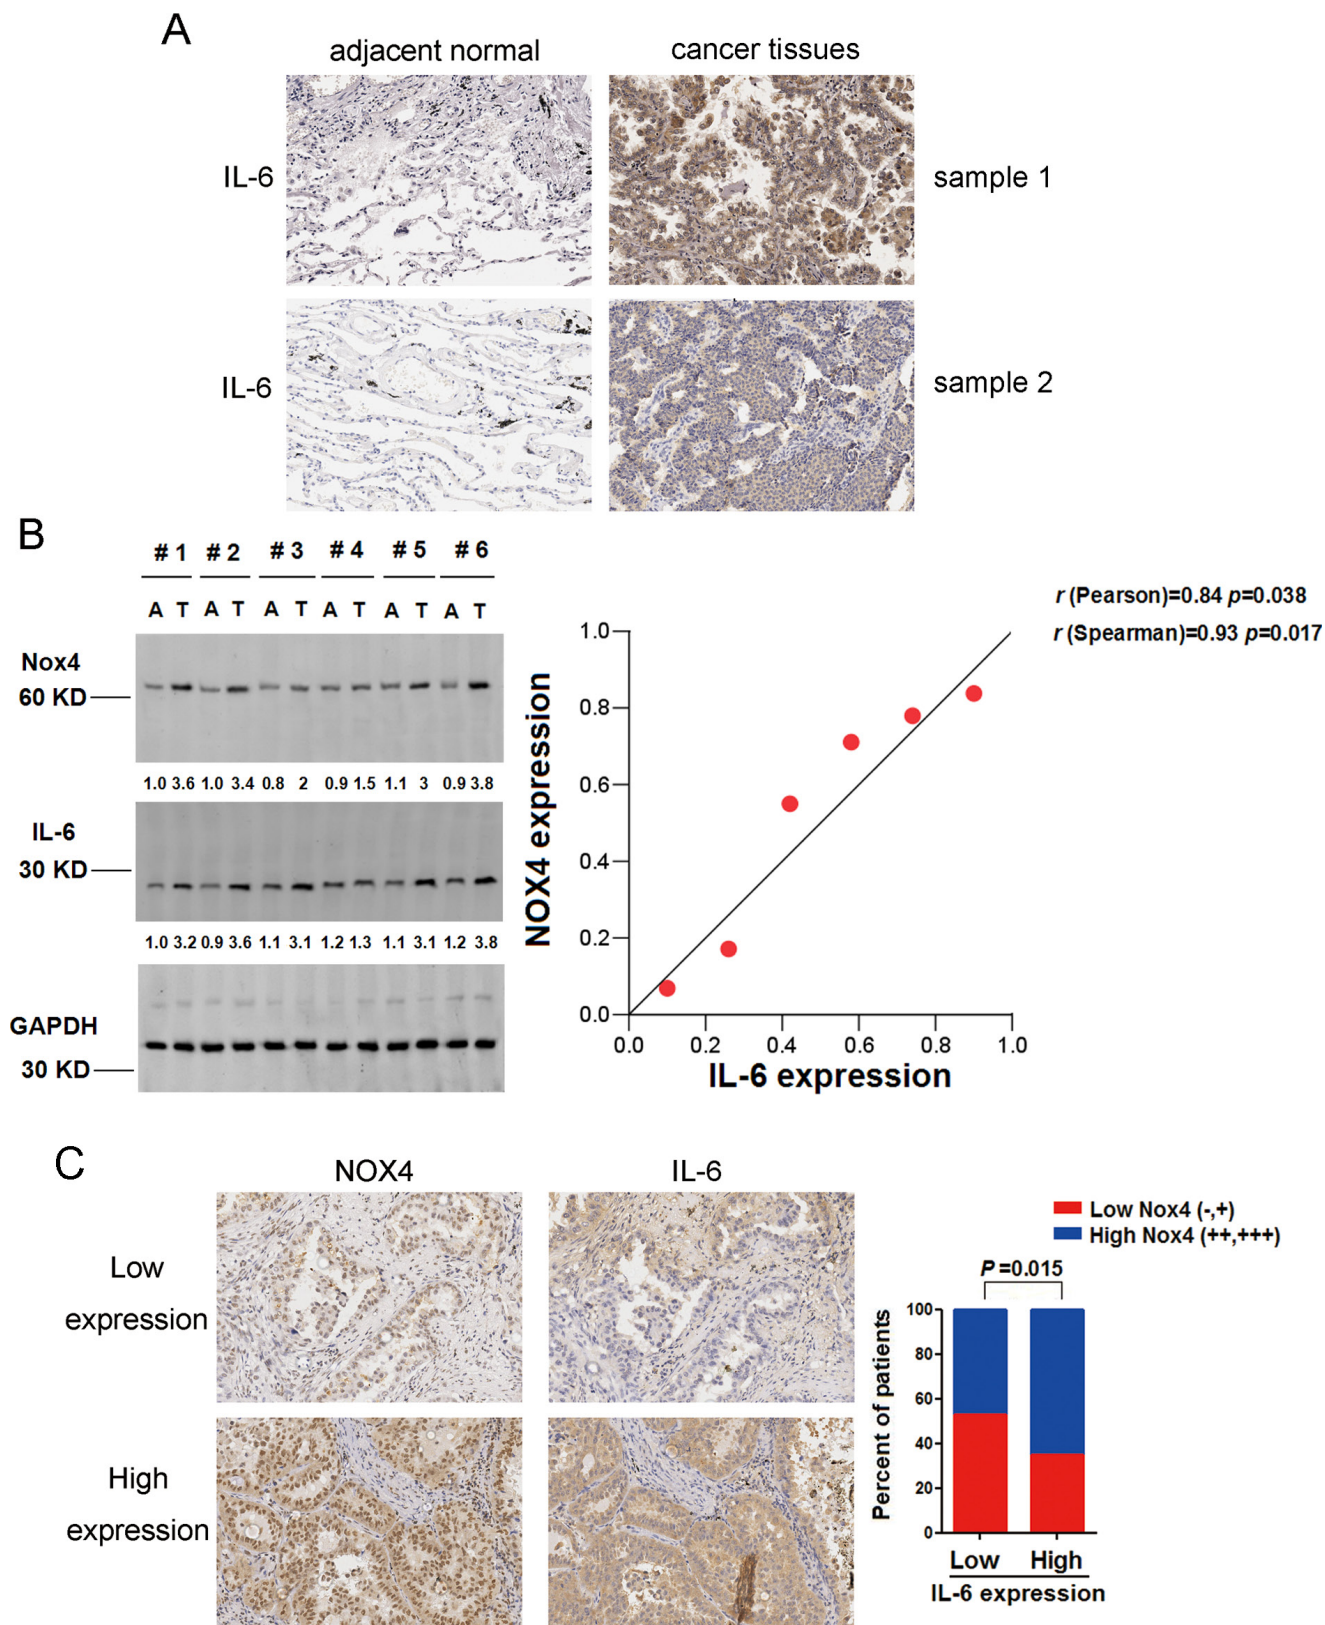 A
adjacent normal
cancer tissues
IL-6
sample 1
IL-6
sample 2
B
# 1 # 2 # 3 # 4 # 5 # 6
A T A T A T A T A T A T
Nox4
60 KD
1.0 3.6 1.0 3.4 0.8 2 0.9 1.5 1.1 3 0.9 3.8
IL-6
30 KD
1.0 3.2 0.9 3.6 1.1 3.1 1.2 1.3 1.1 3.1 1.2 3.8
GAPDH
30 KD
r (Pearson)=0.84 p=0.038
r (Spearman)=0.93 p=0.017
NOX4 expression
1.0
0.8
0.6
0.4
0.2
0.0
0.0 0.2 0.4 0.6 0.8 1.0
IL-6 expression
C
NOX4
IL-6
Low
expression
High
expression
Low Nox4 (-,+)
High Nox4 (++,+++)
P =0.015
Percent of patients
100
80
60
40
20
0
Low High
IL-6 expression